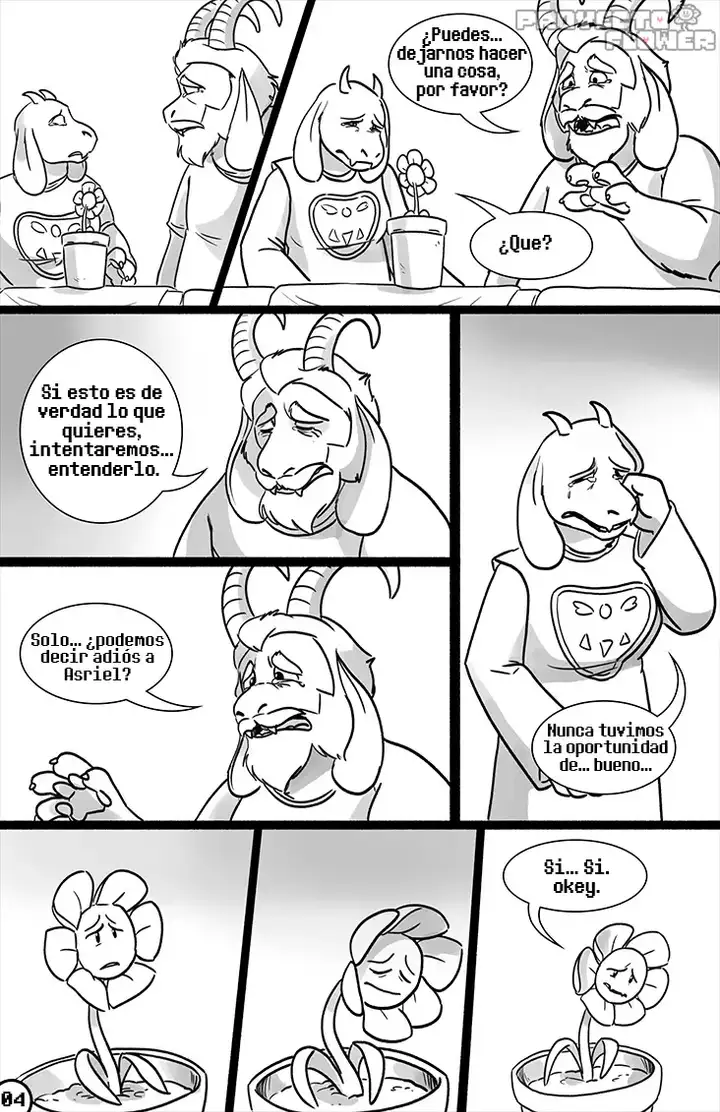 PROYECTO
FLOWER
¿Puedes...
dejarnos hacer
una cosa,
por favor?
¿Que?
Si esto es de
verdad lo que
quieres,
intentaremos...
entenderlo.
Solo... ¿podemos
decir adiós a
Asriel?
Nunca tuvimos
la oportunidad
de... bueno...
Si... Si.
okey.
04